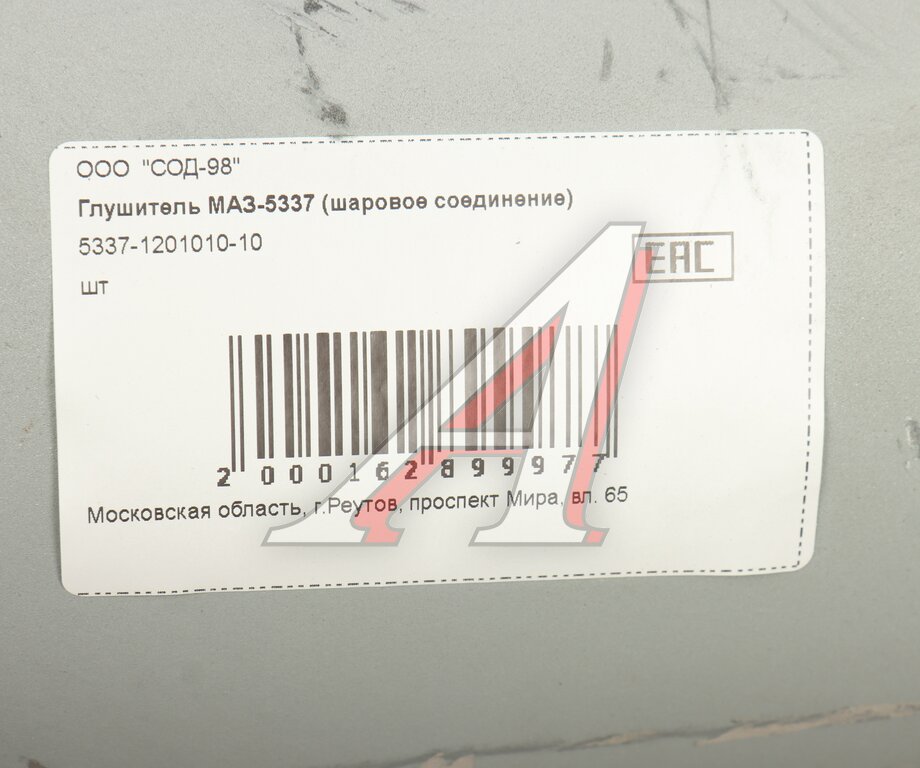 ООО "СОД-98"
Глушитель МАЗ-5337 (шаровое соединение)
5337-1201010-10
EAC
шт
2 000162 899977
Московская область, г.Реутов, проспект Мира, вл. 65